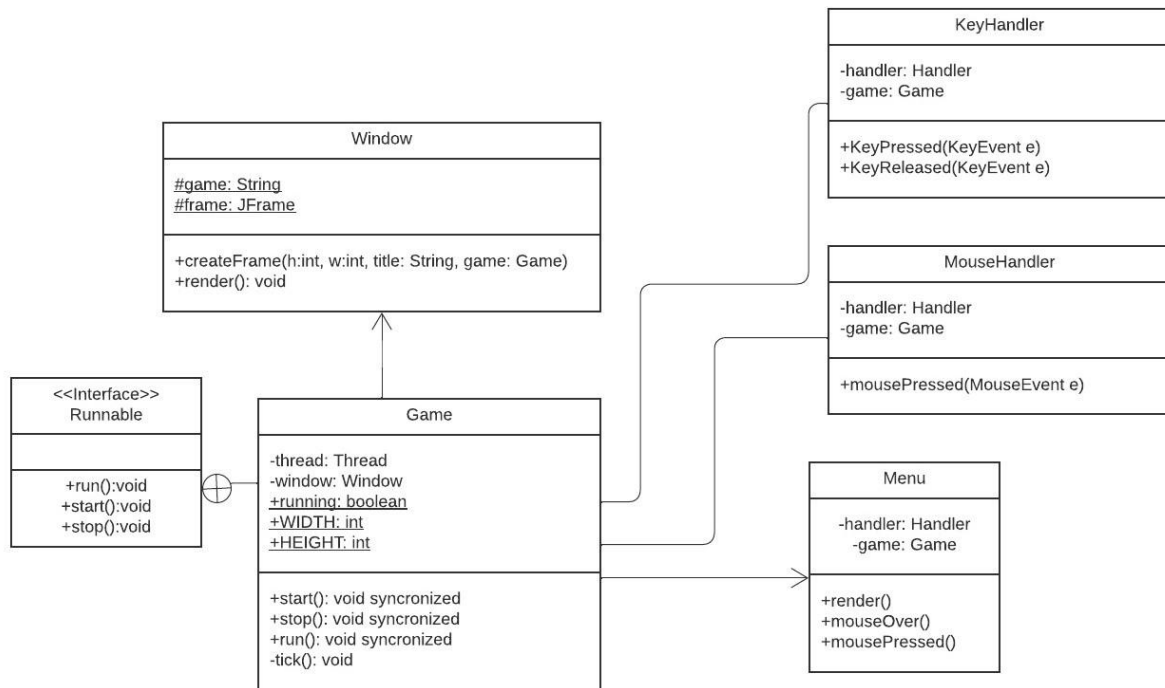 KeyHandler
-handler: Handler
-game: Game
+KeyPressed(KeyEvent e)
+KeyReleased(KeyEvent e)
Window
#game: String
#frame: JFrame
+createFrame(h:int, w:int, title: String, game: Game)
+render(): void
MouseHandler
-handler: Handler
-game: Game
+mousePressed(MouseEvent e)
<<Interface>>
Runnable
+run():void
+start():void
+stop():void
Game
-thread: Thread
-window: Window
+running: boolean
+WIDTH: int
+HEIGHT: int
+start(): void syncronized
+stop(): void syncronized
+run(): void syncronized
-tick(): void
Menu
-handler: Handler
-game: Game
+render()
+mouseOver()
+mousePressed()